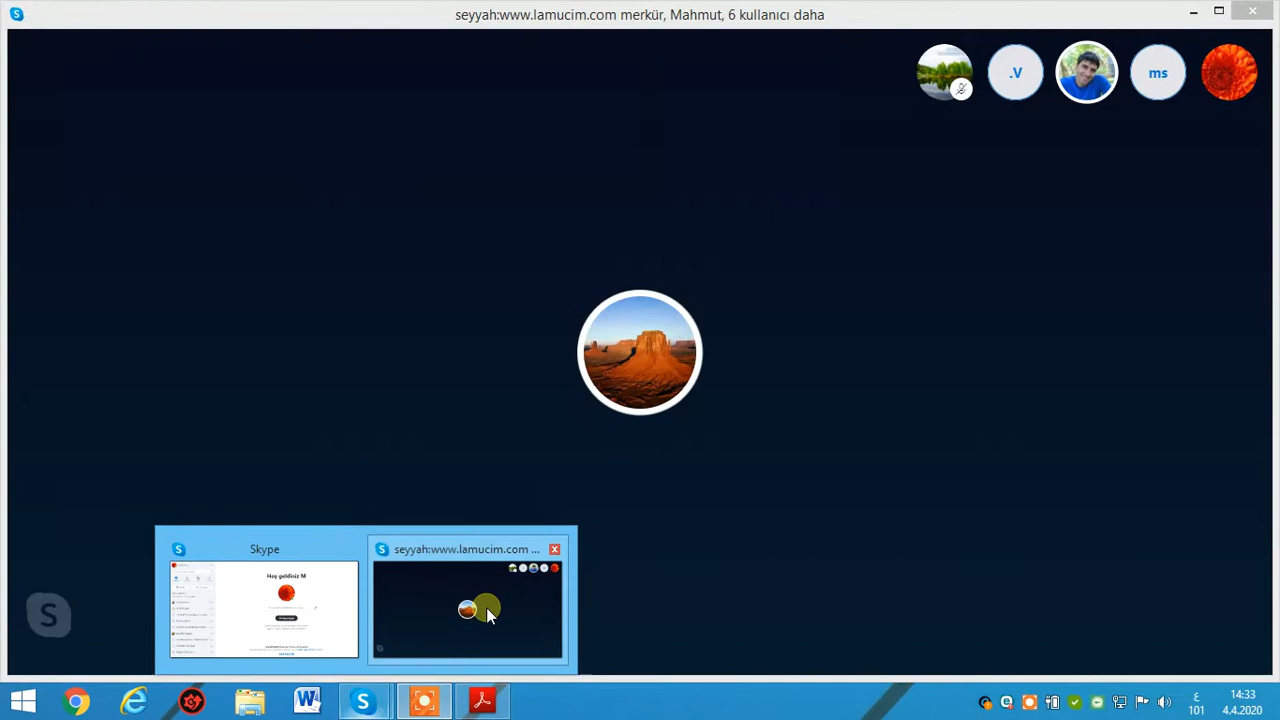 seyyah:www.lamucim.com merkür, Mahmut, 6 kullanıcı daha
.V
ms
Skype
seyyah:www.lamucim.com ...
Hoş geldiniz M
14:33
ع
101
4.4.2020